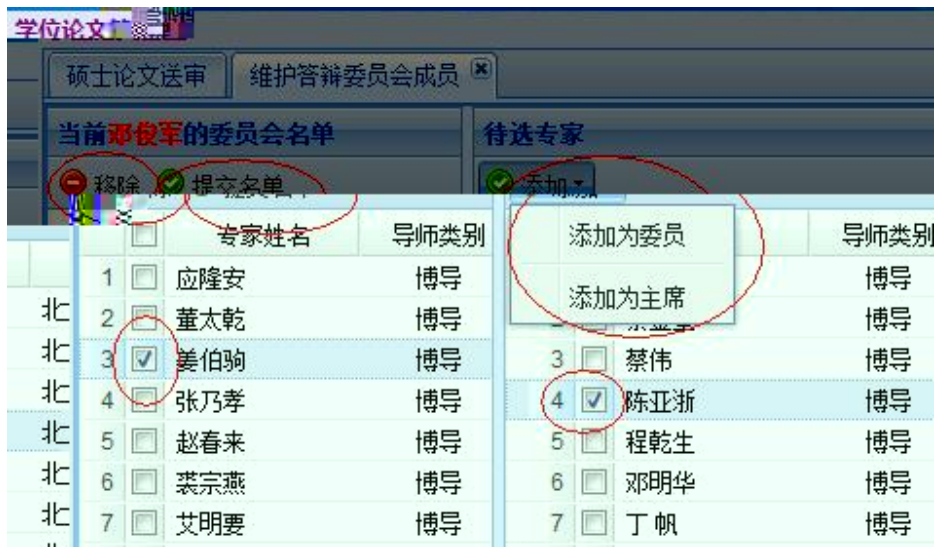 学位论文
硕士论文送审 维护答辩委员会成员
当前邓俊军的委员会名单 待选专家
移除 提交名单 添加
专家姓名 导师类别 导师类别
添加为委员
添加为主席
1 应隆安 博导 博导
北 2 董太乾 博导 博导
北 3 姜伯驹 博导 3 蔡伟 博导
北 4 张乃孝 博导 4 陈亚浙 博导
北 5 赵春来 博导 5 程乾生 博导
北 6 裘宗燕 博导 6 邓明华 博导
北 7 艾明要 博导 7 丁帆 博导